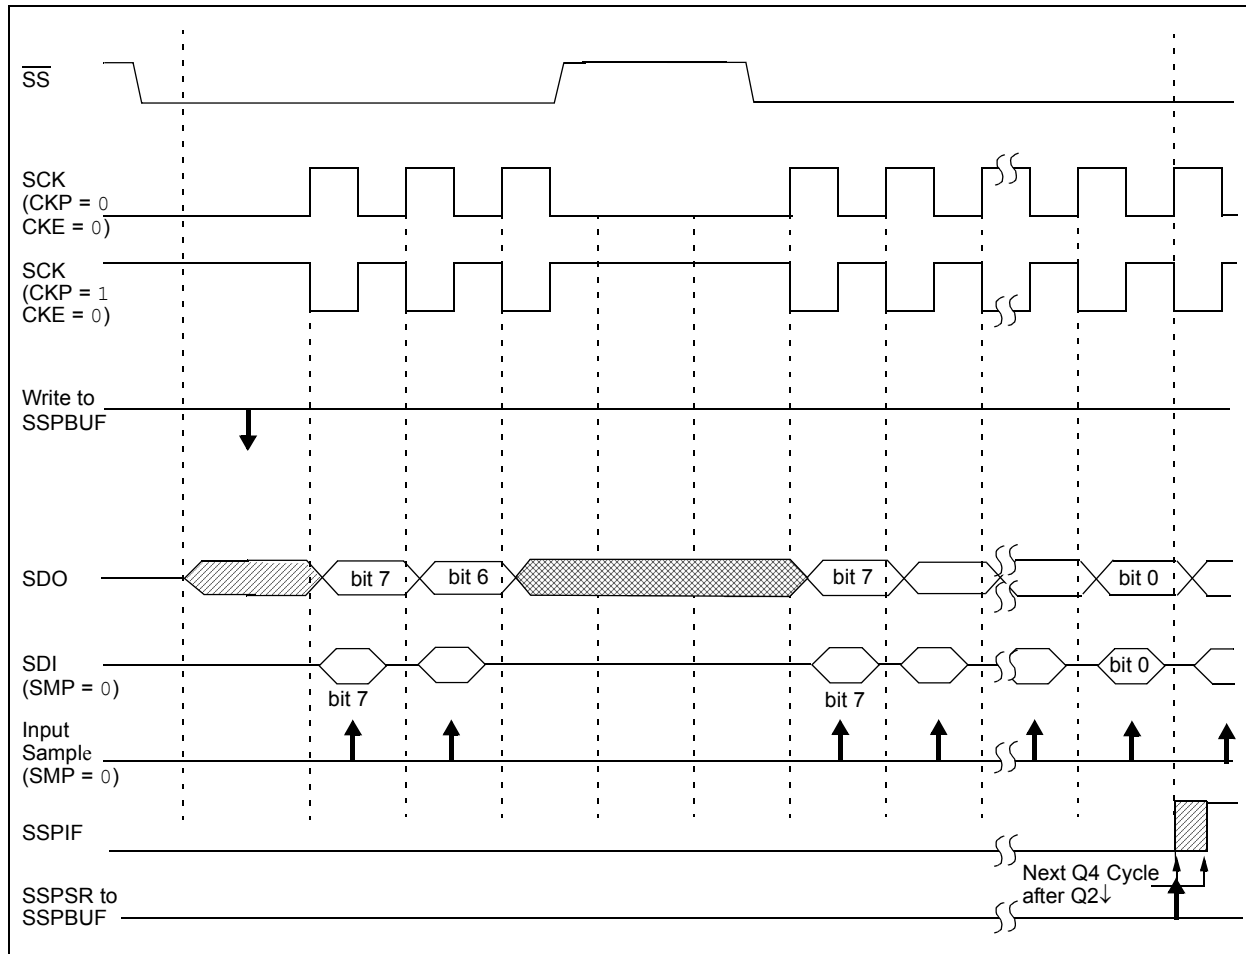 SS
SCK
(CKP = 0
CKE = 0)
SCK
(CKP = 1
CKE = 0)
Write to
SSPBUF
SDO
bit 7
bit 6
bit 7
bit 0
SDI
(SMP = 0)
bit 7
bit 7
bit 0
Input
Sample
(SMP = 0)
SSPIF
Next Q4 Cycle
after Q2↓
SSPSR to
SSPBUF